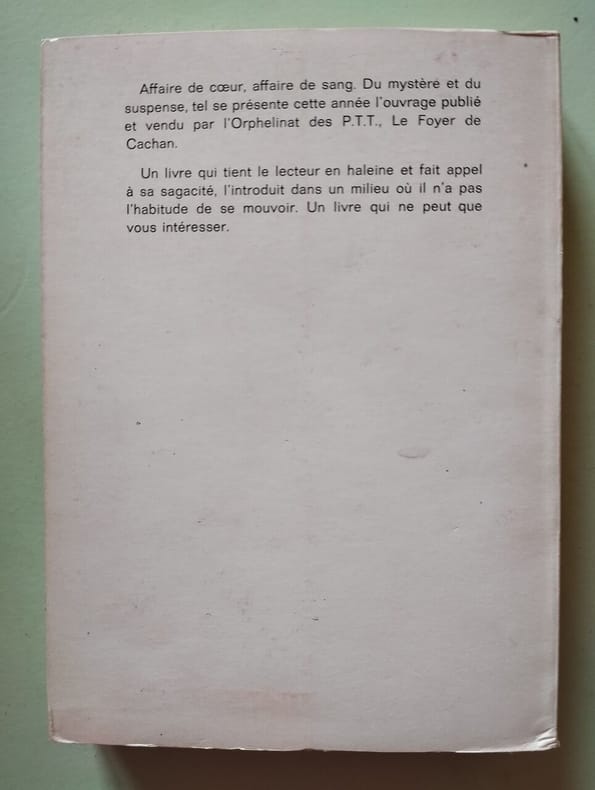 Affaire de cœur, affaire de sang. Du mystère et du
suspense, tel se présente cette année l'ouvrage publié
et vendu par l'Orphelinat des P.T.T., Le Foyer de
Cachan.
Un livre qui tient le lecteur en haleine et fait appel
à sa sagacité, l'introduit dans un milieu où il n'a pas
l'habitude de se mouvoir. Un livre qui ne peut que
vous intéresser.